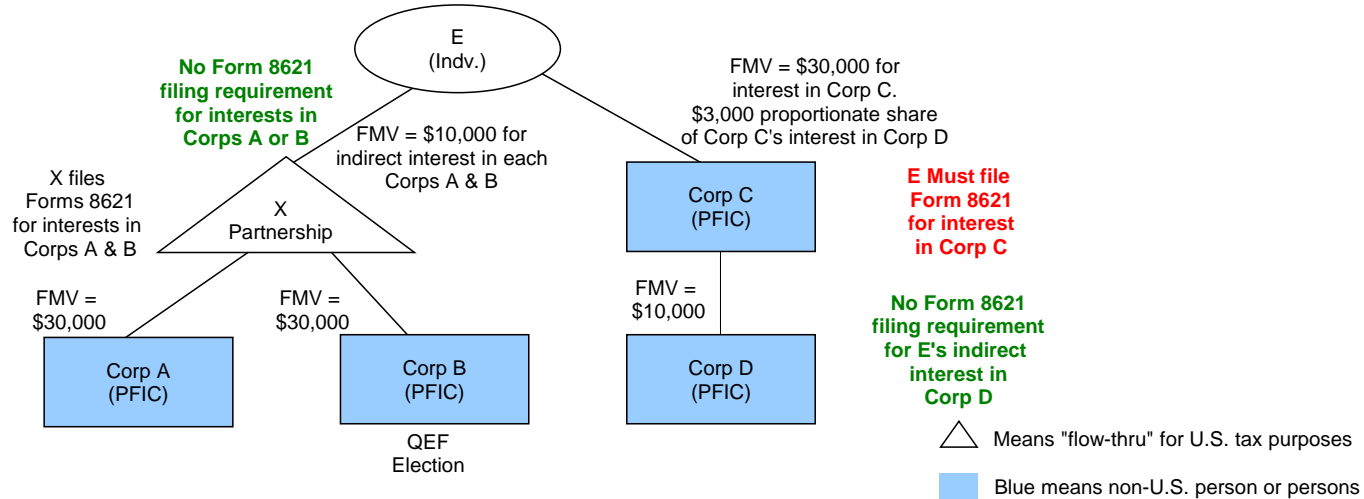 E
(Indv.)
No Form 8621
filing requirement
for interests in
Corps A or B
FMV = $10,000 for
indirect interest in each
Corps A & B
FMV = $30,000 for
interest in Corp C.
$3,000 proportionate share
of Corp C's interest in Corp D
X files
Forms 8621
for interests in
Corps A & B
X
Partnership
Corp C
(PFIC)
E Must file
Form 8621
for interest
in Corp C
FMV =
$30,000
FMV =
$30,000
FMV =
$10,000
No Form 8621
filing requirement
for E's indirect
interest in
Corp D
Corp A
(PFIC)
Corp B
(PFIC)
Corp D
(PFIC)
QEF
Election
Means "flow-thru" for U.S. tax purposes
Blue means non-U.S. person or persons